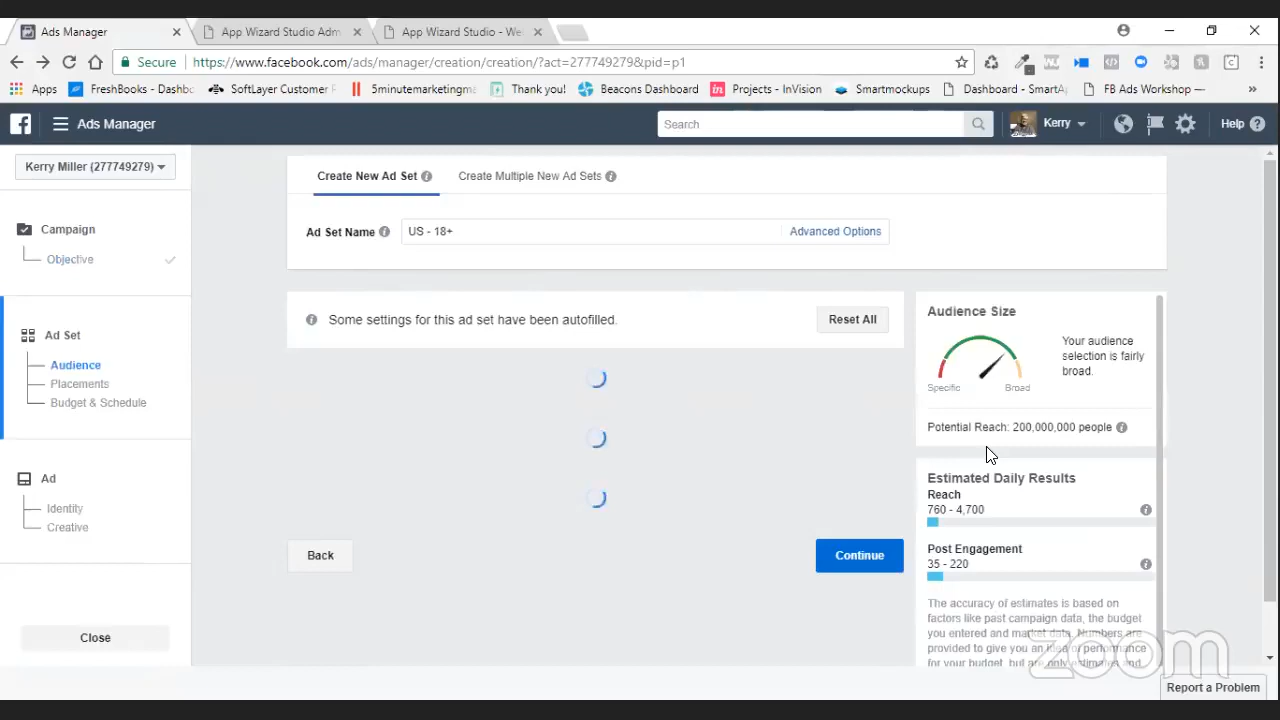 Ads Manager
App Wizard Studio Adm
App Wizard Studio - We
Secure
https://www.facebook.com/ads/manager/creation/creation/?act=277749279&pid=p1
Apps
FreshBooks - Dashbo
SoftLayer Customer P
5minutemarketingma
Thank you!
Beacons Dashboard
Projects - InVision
Smartmockups
Dashboard - SmartA
FB Ads Workshop —
Ads Manager
Search
Kerry
Help
Kerry Miller (277749279)
Create New Ad Set
Create Multiple New Ad Sets
Campaign
Objective
Ad Set Name
US - 18+
Advanced Options
Some settings for this ad set have been autofilled.
Reset All
Audience Size
Your audience
selection is fairly
broad.
Specific
Broad
Ad Set
Audience
Placements
Budget & Schedule
Potential Reach: 200,000,000 people
Estimated Daily Results
Reach
760 - 4,700
Ad
Identity
Creative
Post Engagement
35 - 220
Back
Continue
The accuracy of estimates is based on
factors like past campaign data, the budget
you entered and market data. Numbers are
provided to give you an idea of performance
for your budget, but are only estimates and
Close
zoom
Report a Problem